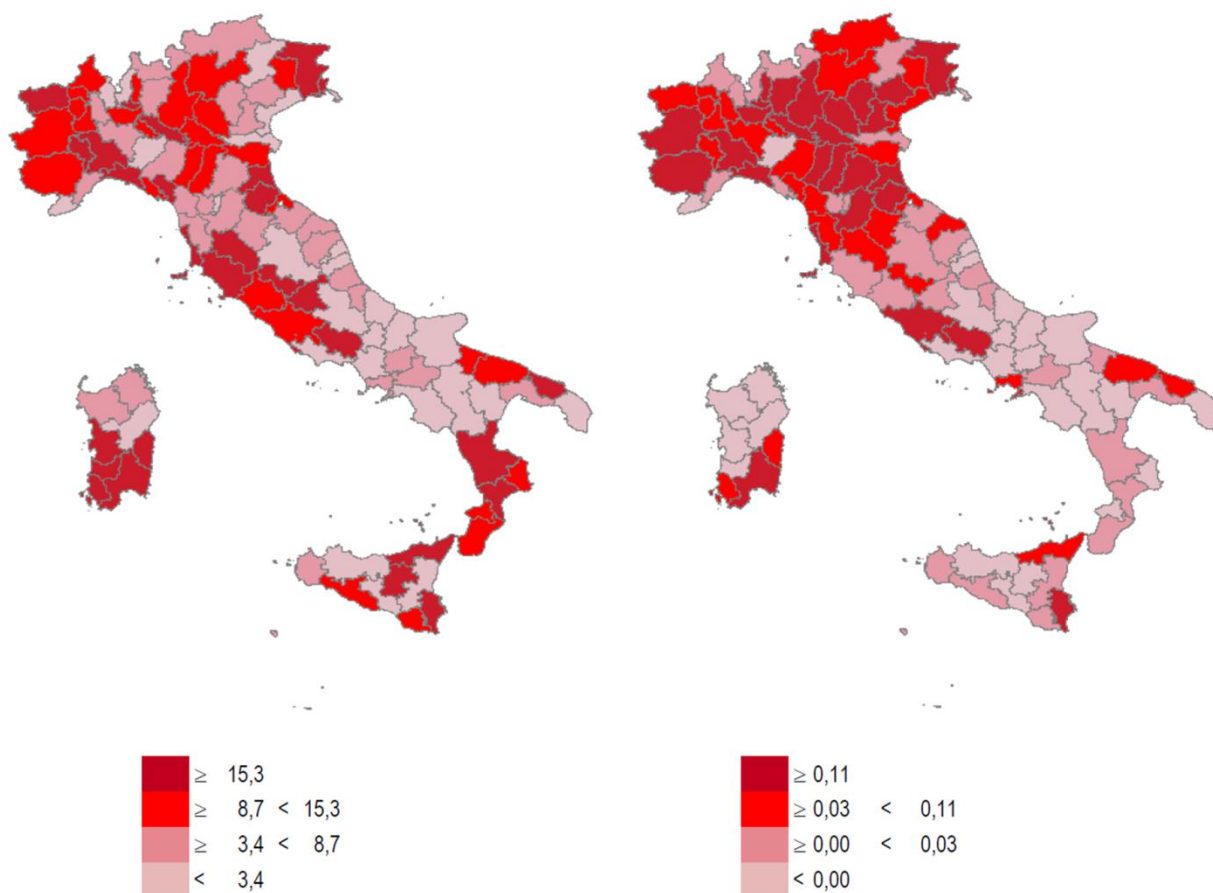 ≥ 15,3
≥ 8,7 < 15,3
≥ 3,4 < 8,7
< 3,4
≥ 0,11
≥ 0,03 < 0,11
≥ 0,00 < 0,03
< 0,00